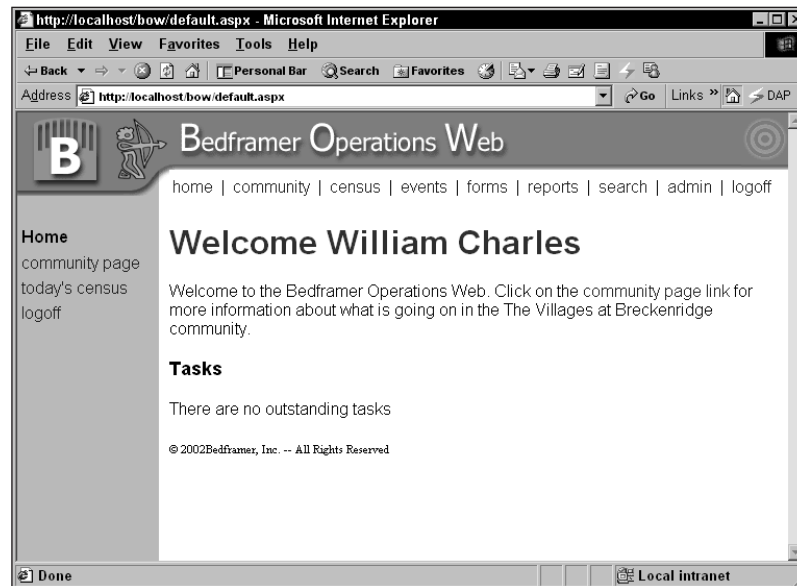 http://localhost/bow/default.aspx - Microsoft Internet Explorer
File Edit View Favorites Tools Help
Back Personal Bar Search Favorites
Address http://localhost/bow/default.aspx Go Links » DAP
B Bedframer Operations Web
home | community | census | events | forms | reports | search | admin | logoff
Home
community page
today's census
logoff
Welcome William Charles
Welcome to the Bedframer Operations Web. Click on the community page link for
more information about what is going on in the The Villages at Breckenridge
community.
Tasks
There are no outstanding tasks
© 2002Bedframer, Inc. -- All Rights Reserved
Done Local intranet